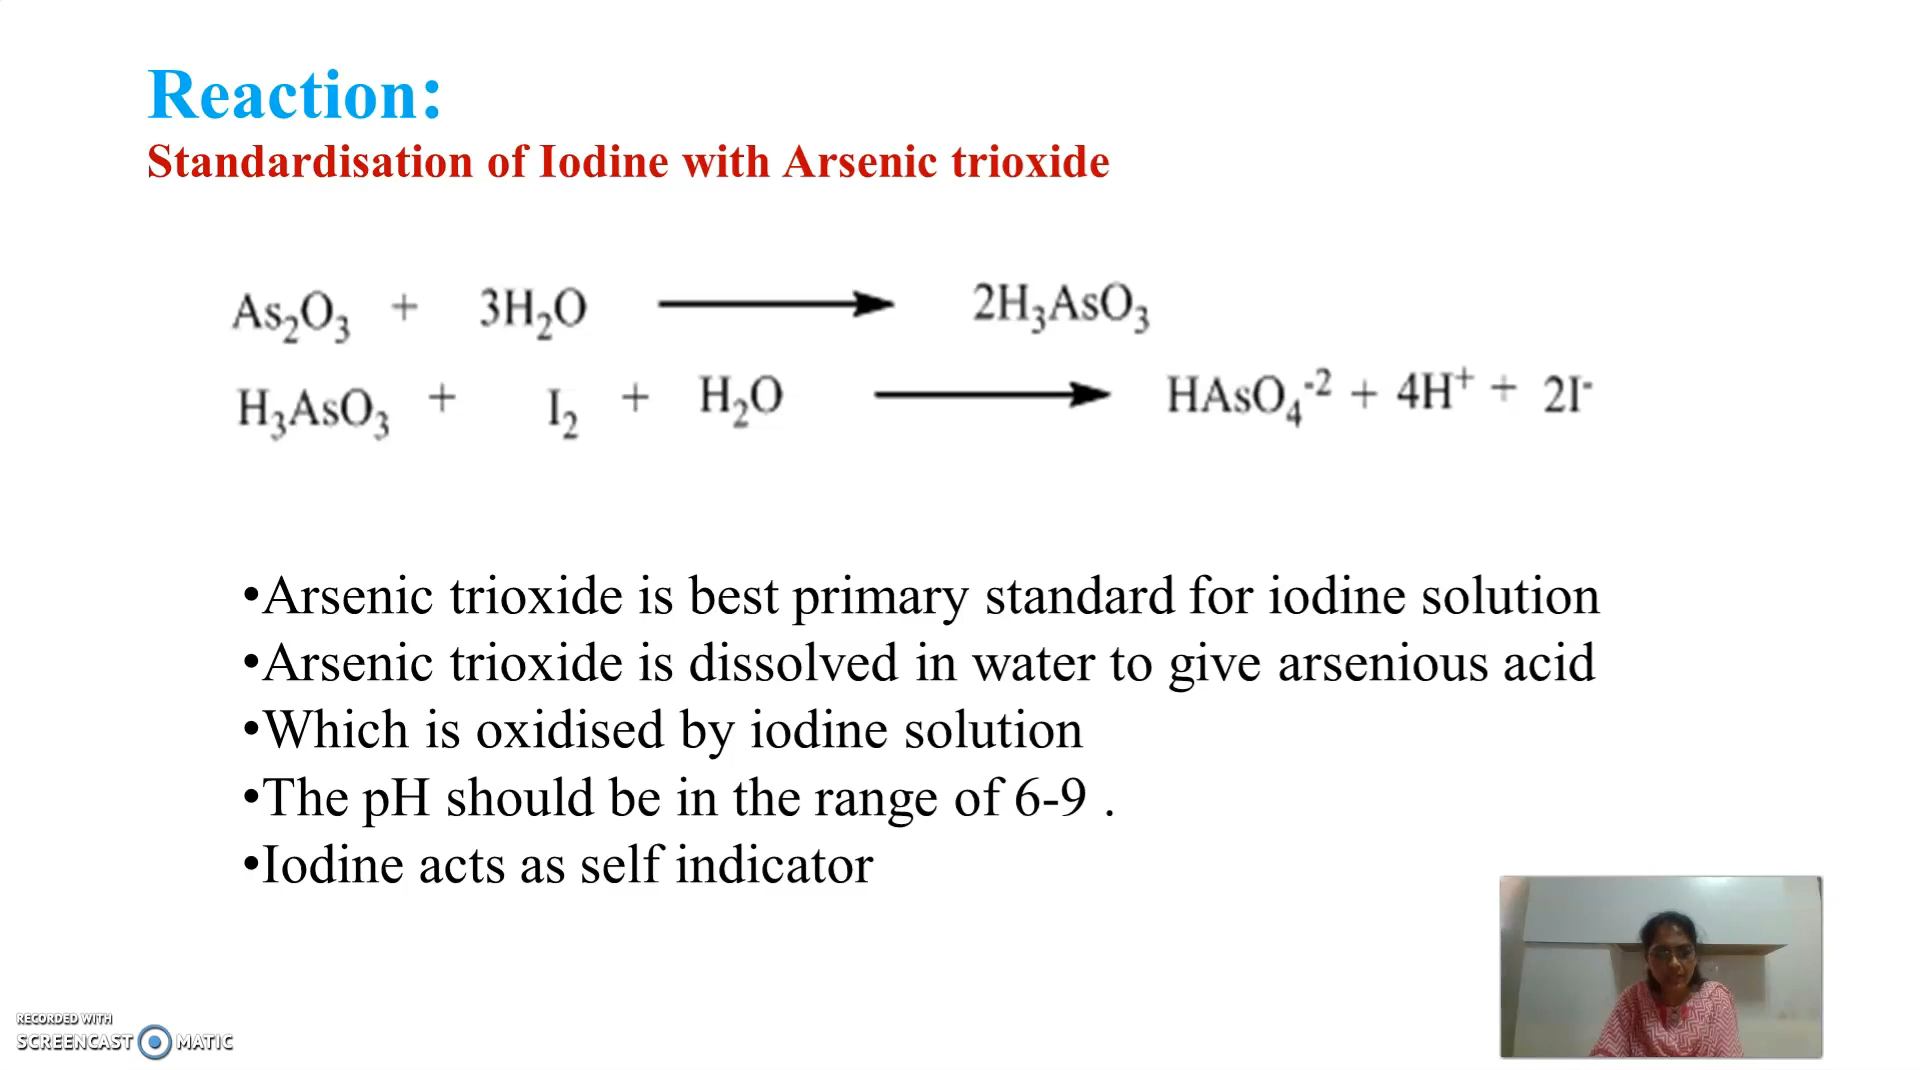 Reaction:
Standardisation of Iodine with Arsenic trioxide
As₂O₃ + 3H₂O ⟶ 2H₃AsO₃
H₃AsO₃ + I₂ + H₂O ⟶ HAsO₄⁻² + 4H⁺ + 2I⁻
•Arsenic trioxide is best primary standard for iodine solution
•Arsenic trioxide is dissolved in water to give arsenious acid
•Which is oxidised by iodine solution
•The pH should be in the range of 6-9 .
•Iodine acts as self indicator
RECORDED WITH
SCREENCAST MATIC